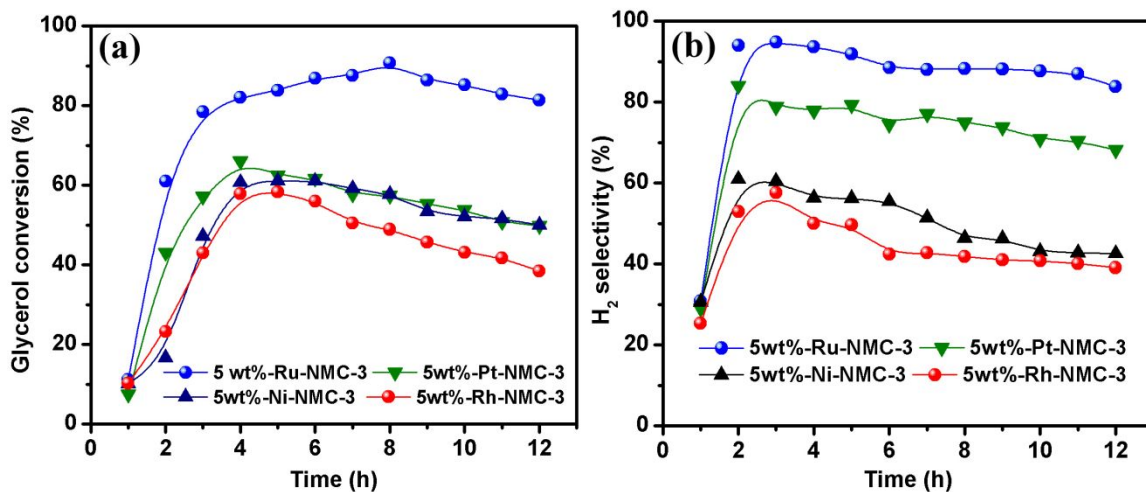 (a)
Glycerol conversion (%)
100
80
60
40
20
0
5 wt%-Ru-NMC-3 5wt%-Pt-NMC-3
5wt%-Ni-NMC-3 5wt%-Rh-NMC-3
0 2 4 6 8 10 12
Time (h)
(b)
H₂ selectivity (%)
100
80
60
40
20
0
5wt%-Ru-NMC-3 5wt%-Pt-NMC-3
5wt%-Ni-NMC-3 5wt%-Rh-NMC-3
0 2 4 6 8 10 12
Time (h)